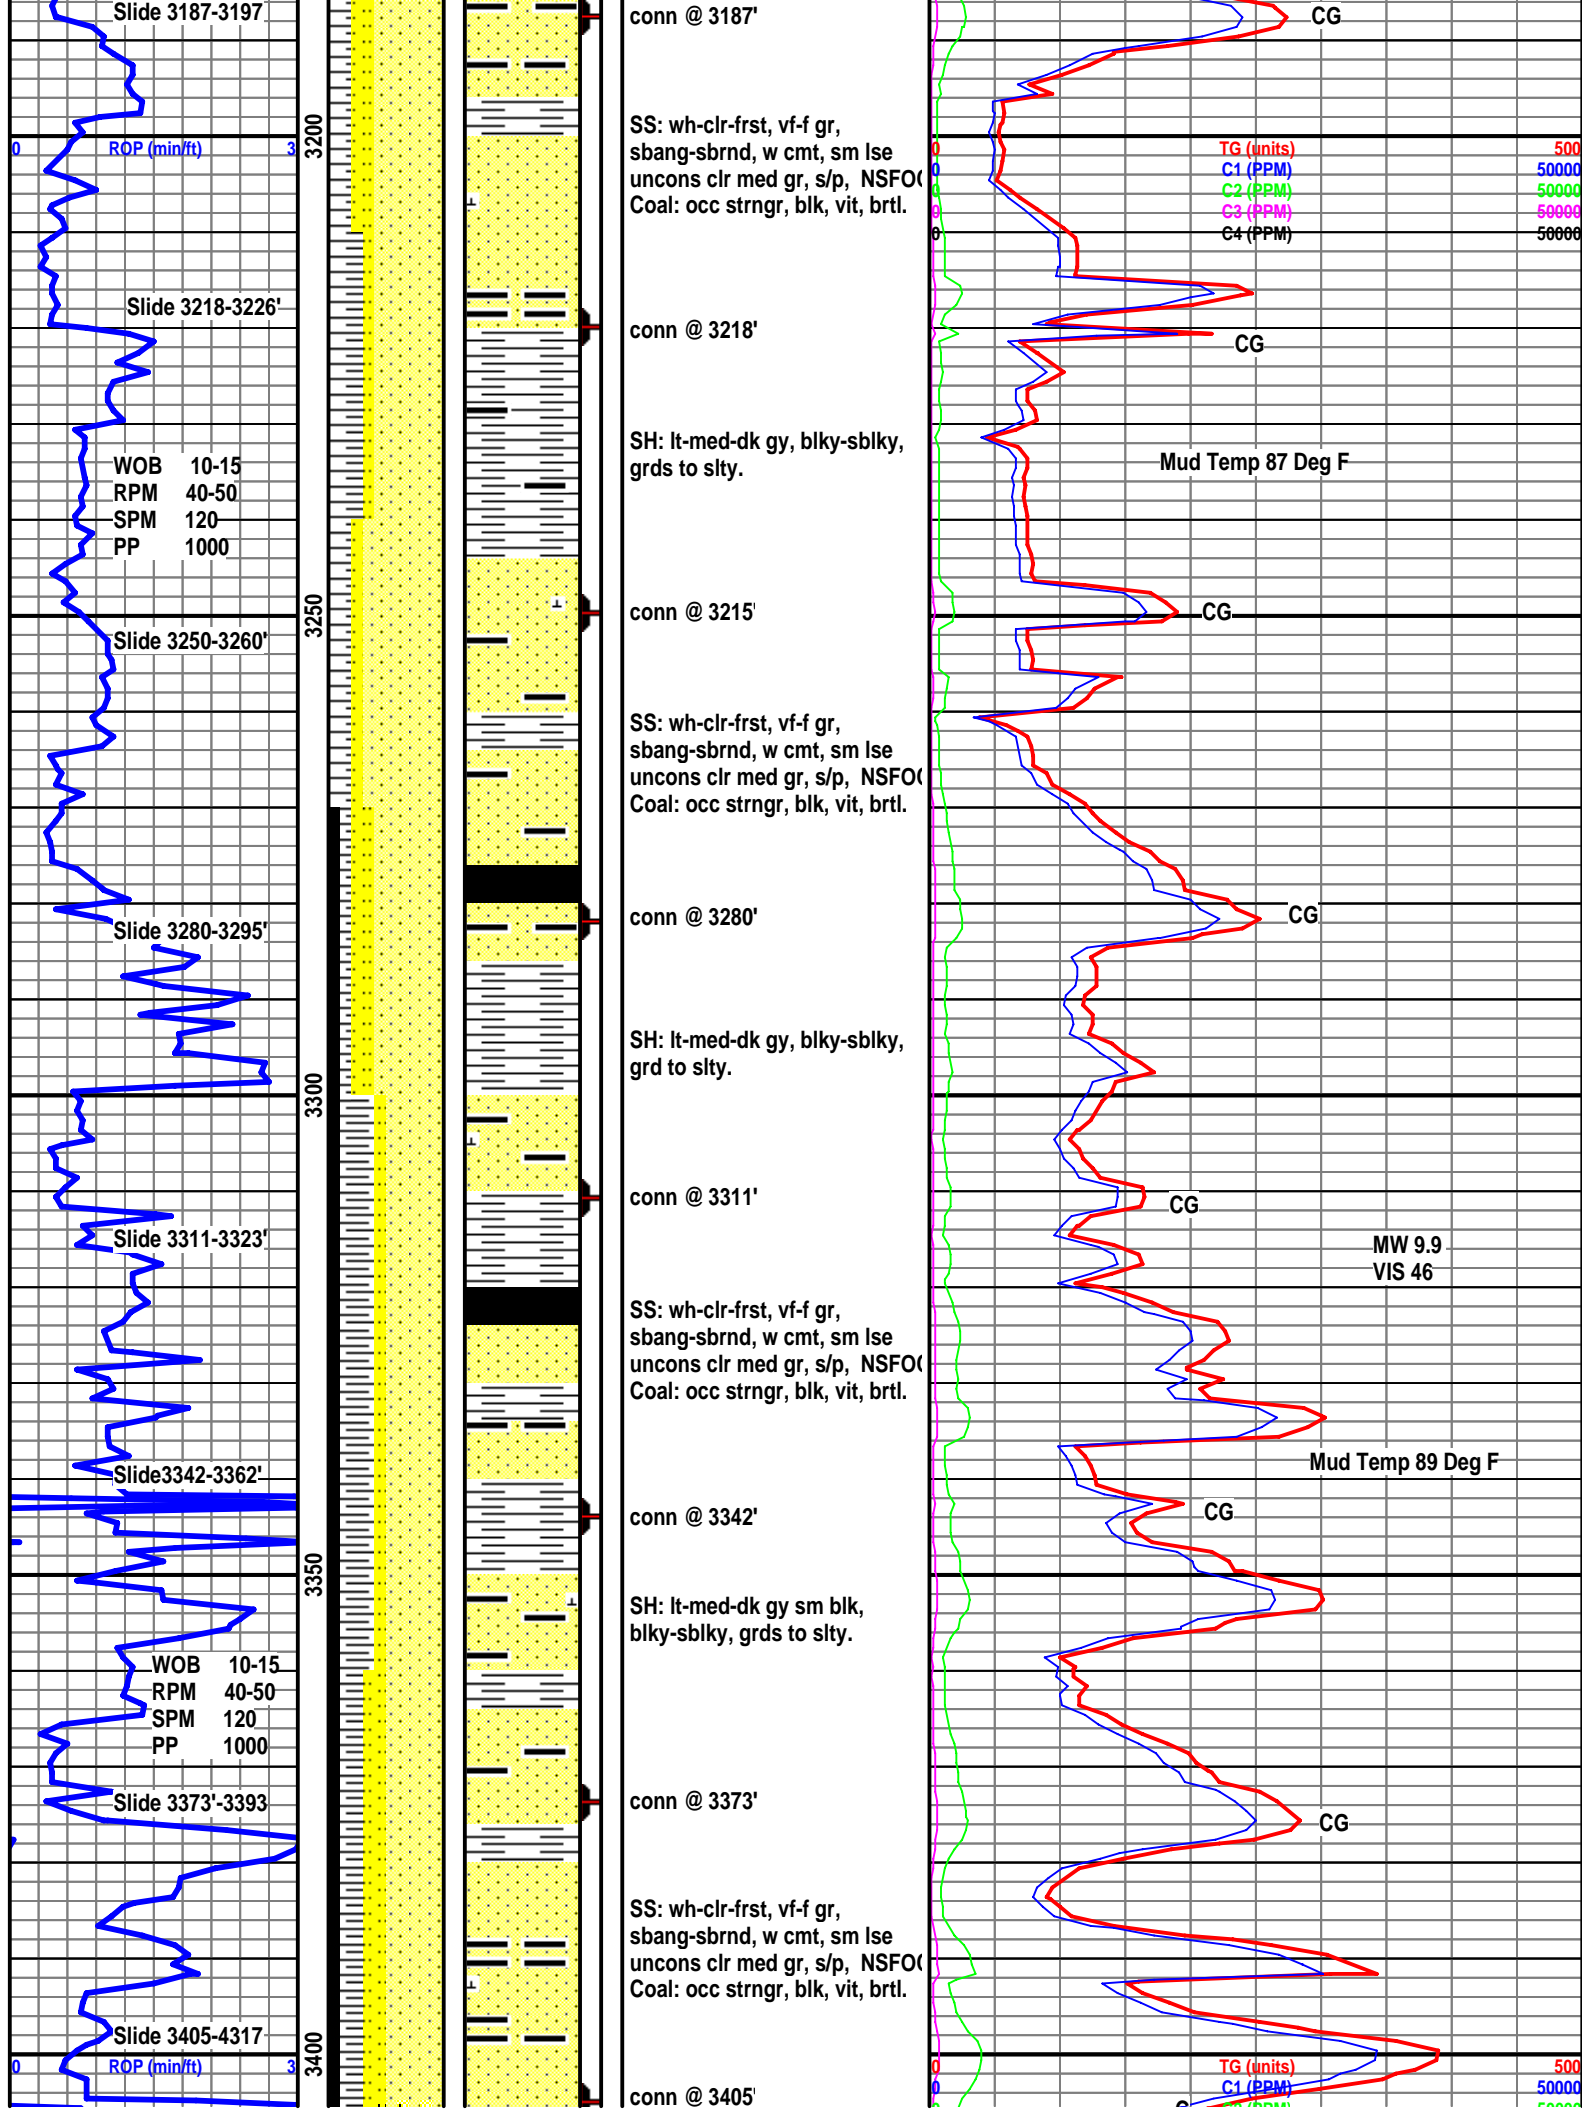 Slide 3187-3197
ROP (min/ft)
0
3
Slide 3218-3226'
WOB 10-15
RPM 40-50
SPM 120
PP 1000
Slide 3250-3260'
Slide 3280-3295'
Slide 3311-3323'
Slide3342-3362'
WOB 10-15
RPM 40-50
SPM 120
PP 1000
Slide 3373'-3393
Slide 3405-4317
0
ROP (min/ft)
3
3200
3250
3300
3350
3400
conn @ 3187'
SS: wh-clr-frst, vf-f gr,
sbang-sbrnd, w cmt, sm lse
uncons clr med gr, s/p, NSFO
Coal: occ strngr, blk, vit, brtl.
conn @ 3218'
SH: lt-med-dk gy, blky-sblky,
grds to slty.
conn @ 3215'
SS: wh-clr-frst, vf-f gr,
sbang-sbrnd, w cmt, sm lse
uncons clr med gr, s/p, NSFO
Coal: occ strngr, blk, vit, brtl.
conn @ 3280'
SH: lt-med-dk gy, blky-sblky,
grd to slty.
conn @ 3311'
SS: wh-clr-frst, vf-f gr,
sbang-sbrnd, w cmt, sm lse
uncons clr med gr, s/p, NSFO
Coal: occ strngr, blk, vit, brtl.
conn @ 3342'
SH: lt-med-dk gy sm blk,
blky-sblky, grds to slty.
conn @ 3373'
SS: wh-clr-frst, vf-f gr,
sbang-sbrnd, w cmt, sm lse
uncons clr med gr, s/p, NSFO
Coal: occ strngr, blk, vit, brtl.
conn @ 3405'
CG
0 TG (units) 500
0 C1 (PPM) 50000
0 C2 (PPM) 50000
0 C3 (PPM) 50000
0 C4 (PPM) 50000
CG
Mud Temp 87 Deg F
CG
CG
CG
MW 9.9
VIS 46
Mud Temp 89 Deg F
CG
CG
0 TG (units) 500
0 C1 (PPM) 50000